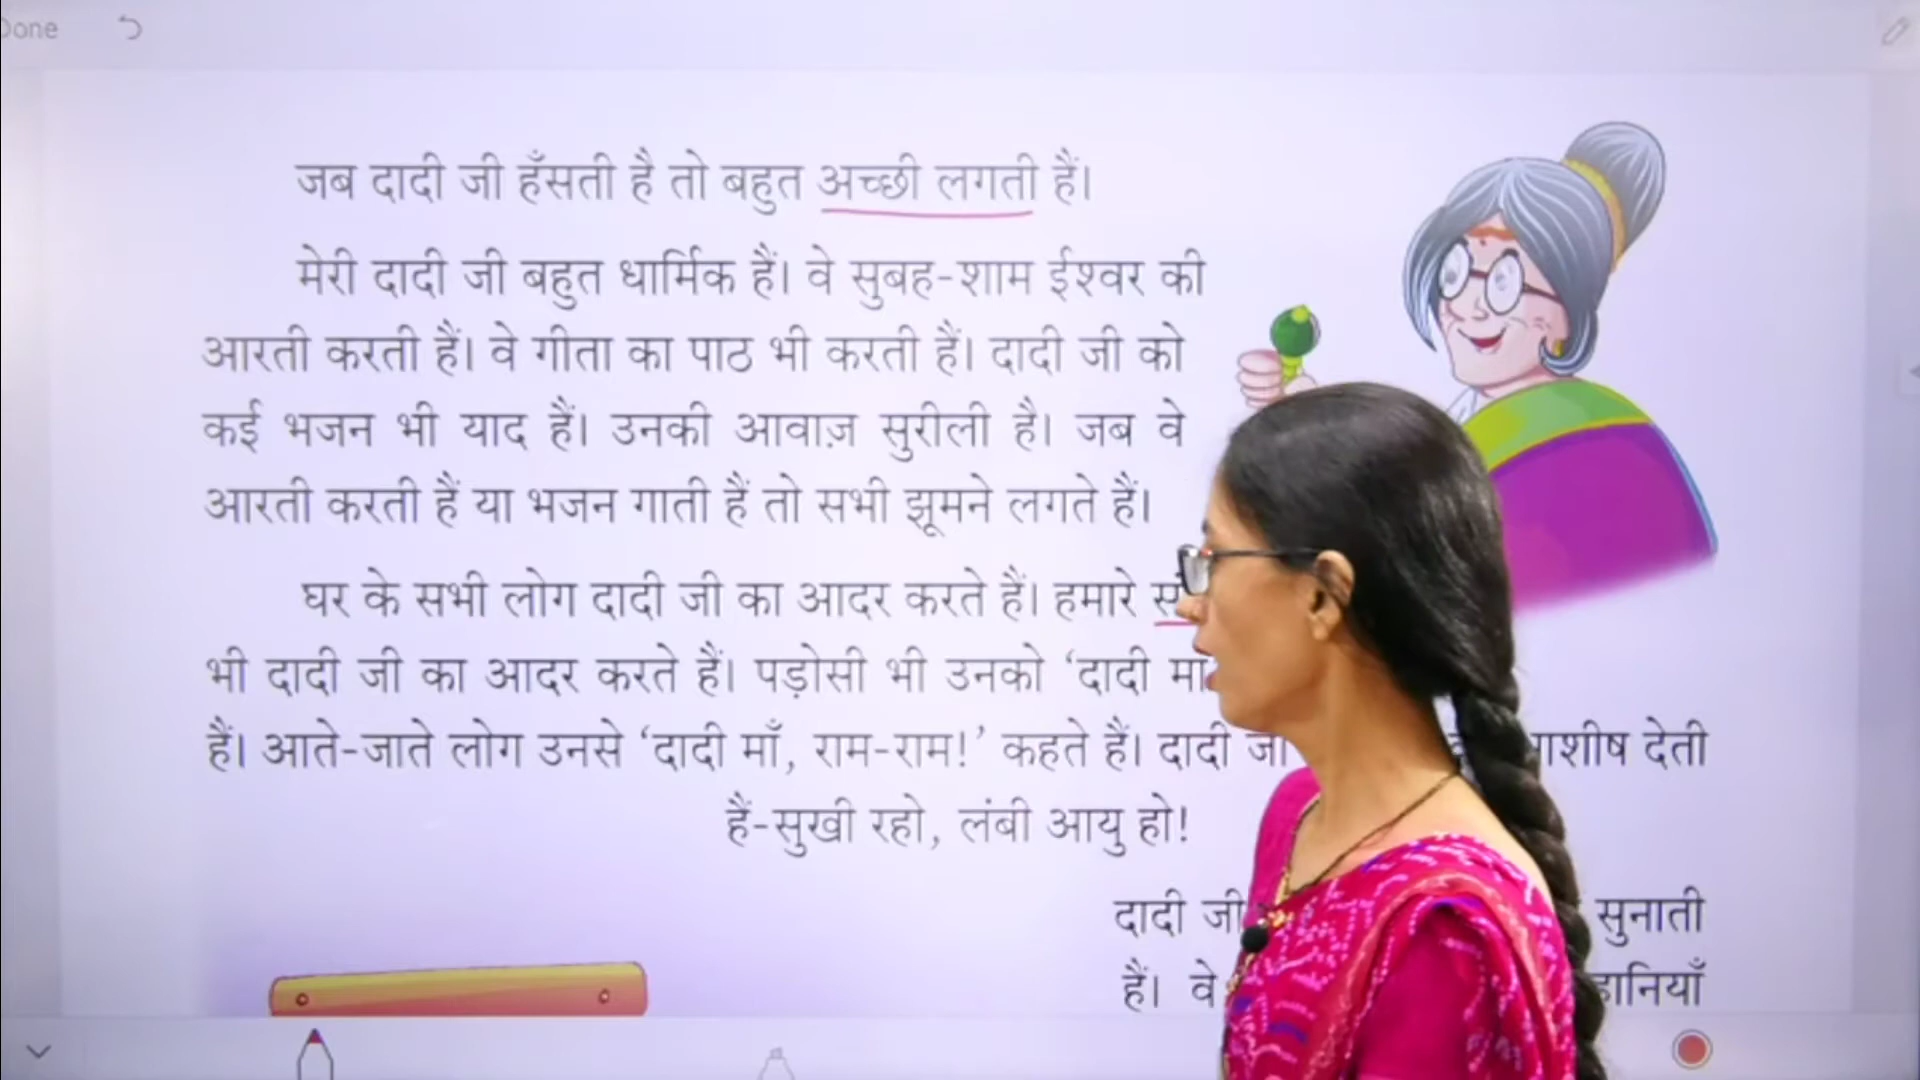 Done
जब दादी जी हँसती है तो बहुत अच्छी लगती हैं।
मेरी दादी जी बहुत धार्मिक हैं। वे सुबह-शाम ईश्वर की
आरती करती हैं। वे गीता का पाठ भी करती हैं। दादी जी को
कई भजन भी याद हैं। उनकी आवाज़ सुरीली है। जब वे
आरती करती हैं या भजन गाती हैं तो सभी झूमने लगते हैं।
घर के सभी लोग दादी जी का आदर करते हैं। हमारे
भी दादी जी का आदर करते हैं। पड़ोसी भी उनको ‘दादी
हैं। आते-जाते लोग उनसे ‘दादी माँ, राम-राम!’ कहते हैं। दादी देती
हैं-सुखी रहो, लंबी आयु हो!
दादी जी सुनाती
हैं। वे